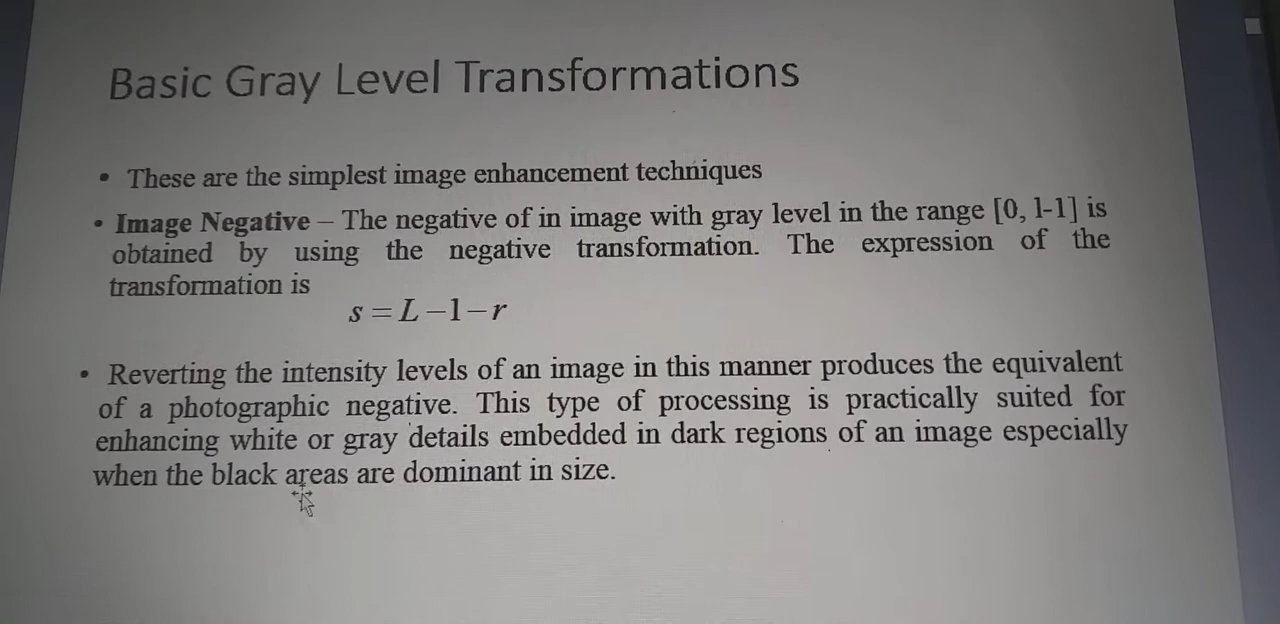 Basic Gray Level Transformations
• These are the simplest image enhancement techniques
• Image Negative – The negative of in image with gray level in the range [0, l-1] is
obtained by using the negative transformation. The expression of the
transformation is
s = L – 1 – r
• Reverting the intensity levels of an image in this manner produces the equivalent
of a photographic negative. This type of processing is practically suited for
enhancing white or gray details embedded in dark regions of an image especially
when the black areas are dominant in size.